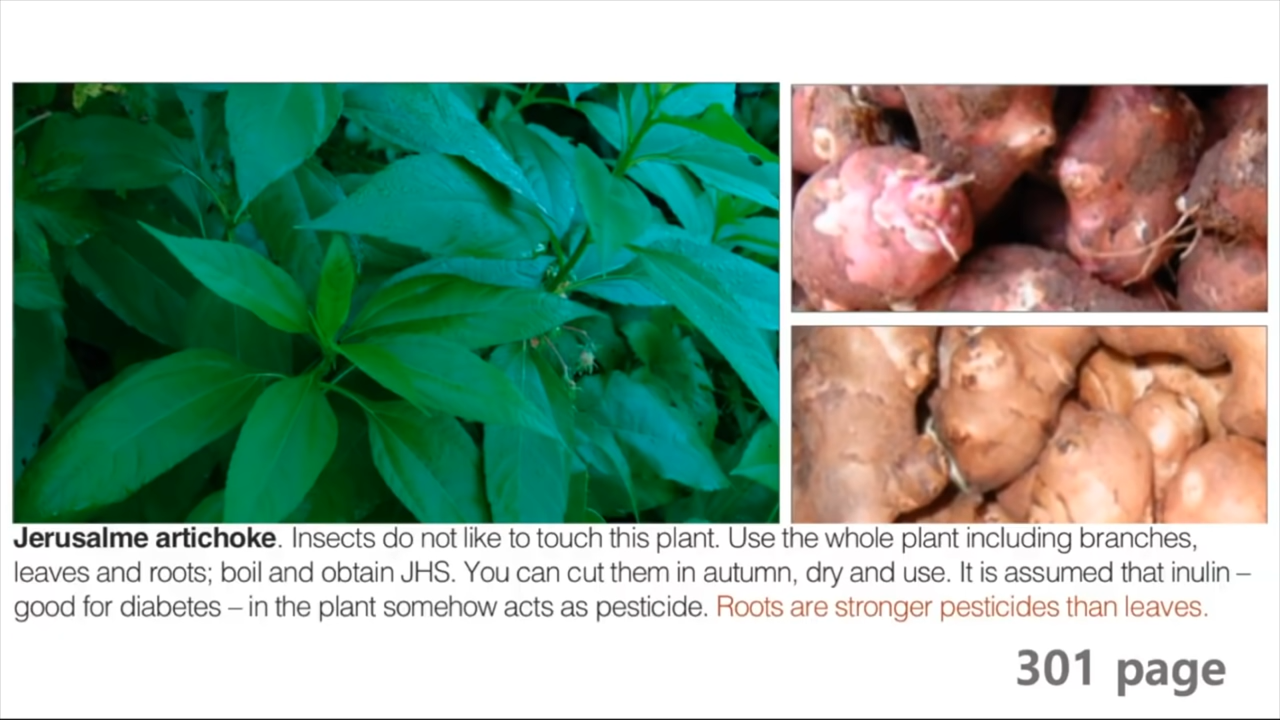 Jerusalme artichoke. Insects do not like to touch this plant. Use the whole plant including branches,
leaves and roots; boil and obtain JHS. You can cut them in autumn, dry and use. It is assumed that inulin –
good for diabetes – in the plant somehow acts as pesticide. Roots are stronger pesticides than leaves.
301 page